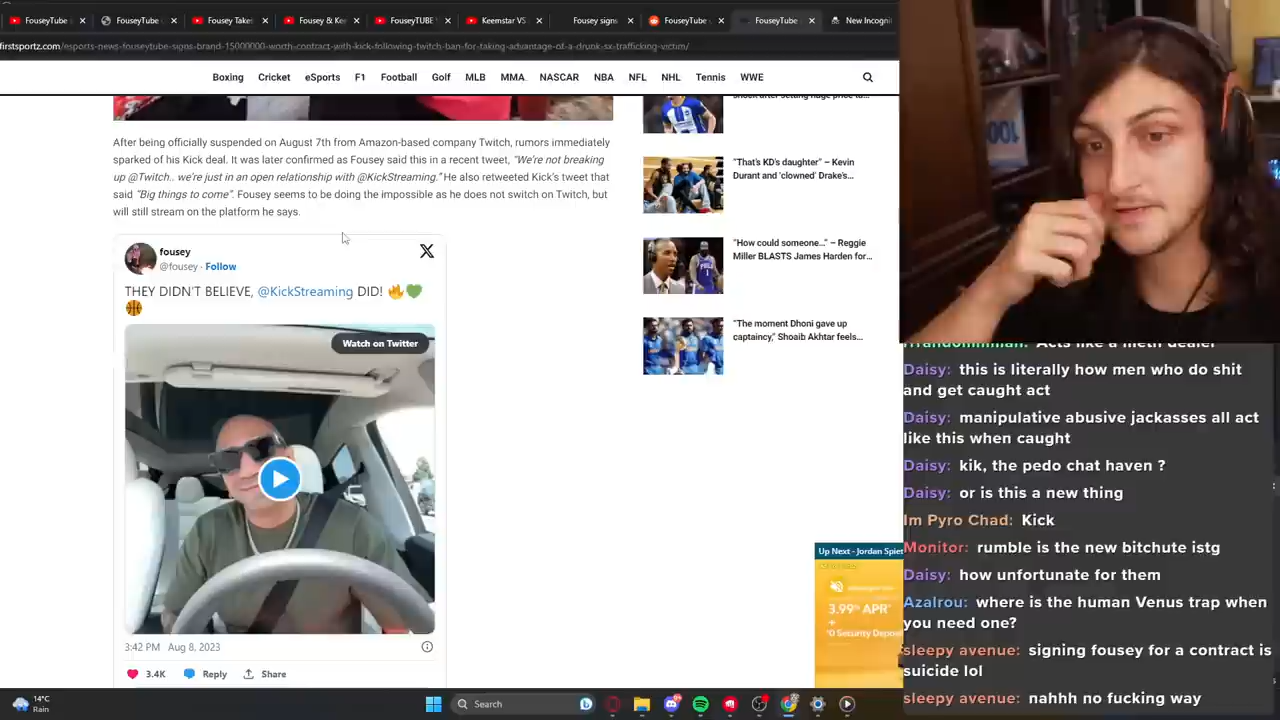 FouseyTube
FouseyTube
Fousey Take
Fousey & Kee
FouseyTUBE
Keemstar VS
Fousey signs
FouseyTube
FouseyTube
New Incognit
firstsportz.com/esports-news-fouseytube-signs-brand-15000000-worth-contract-with-kick-following-twitch-ban-for-taking-advantage-of-a-drunk-sx-trafficking-victim/
Boxing Cricket eSports F1 Football Golf MLB MMA NASCAR NBA NFL NHL Tennis WWE
After being officially suspended on August 7th from Amazon-based company Twitch, rumors immediately
sparked of his Kick deal. It was later confirmed as Fousey said this in a recent tweet, "We're not breaking
up @Twitch.. we're just in an open relationship with @KickStreaming." He also retweeted Kick's tweet that
said "Big things to come". Fousey seems to be doing the impossible as he does not switch on Twitch, but
will still stream on the platform he says.
fousey
@fousey · Follow
THEY DIDN'T BELIEVE, @KickStreaming DID! 🔥💚
🏀
Watch on Twitter
3:42 PM Aug 8, 2023
3.4K Reply Share
shock after setting huge price ta...
"That's KD's daughter" – Kevin
Durant and 'clowned' Drake's...
"How could someone..." – Reggie
Miller BLASTS James Harden for...
"The moment Dhoni gave up
captaincy," Shoaib Akhtar feels...
Up Next - Jordan Spiet
3.99% APR*
+
*0 Security Deposi
Acts like a meth dealer
Daisy: this is literally how men who do shit
and get caught act
Daisy: manipulative abusive jackasses all act
like this when caught
Daisy: kik, the pedo chat haven ?
Daisy: or is this a new thing
Im Pyro Chad: Kick
Monitor: rumble is the new bitchute istg
Daisy: how unfortunate for them
Azalrou: where is the human Venus trap when
you need one?
sleepy avenue: signing fousey for a contract is
suicide lol
sleepy avenue: nahhh no fucking way
14°C
Rain
Search